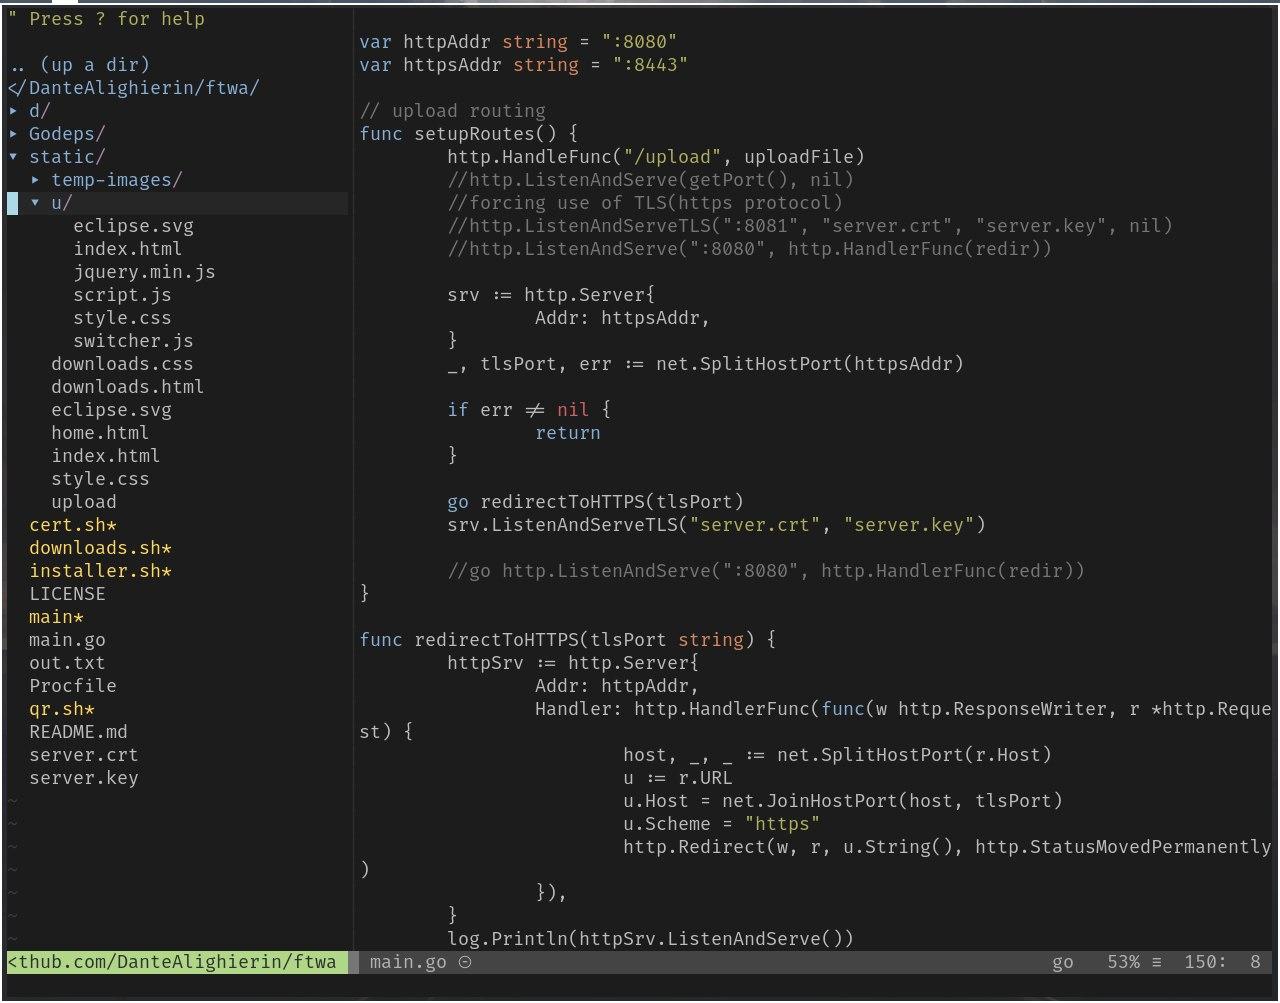 " Press ? for help
.. (up a dir)
</DanteAlighierin/ftwa/
▸ d/
▸ Godeps/
▾ static/
▸ temp-images/
▾ u/
eclipse.svg
index.html
jquery.min.js
script.js
style.css
switcher.js
downloads.css
downloads.html
eclipse.svg
home.html
index.html
style.css
upload
cert.sh*
downloads.sh*
installer.sh*
LICENSE
main*
main.go
out.txt
Procfile
qr.sh*
README.md
server.crt
server.key
~
~
~
~
~
~
~
<thub.com/DanteAlighierin/ftwa
var httpAddr string = ":8080"
var httpsAddr string = ":8443"
// upload routing
func setupRoutes() {
http.HandleFunc("/upload", uploadFile)
//http.ListenAndServe(getPort(), nil)
//forcing use of TLS(https protocol)
//http.ListenAndServeTLS(":8081", "server.crt", "server.key", nil)
//http.ListenAndServe(":8080", http.HandlerFunc(redir))
srv := http.Server{
Addr: httpsAddr,
}
_, tlsPort, err := net.SplitHostPort(httpsAddr)
if err != nil {
return
}
go redirectToHTTPS(tlsPort)
srv.ListenAndServeTLS("server.crt", "server.key")
//go http.ListenAndServe(":8080", http.HandlerFunc(redir))
}
func redirectToHTTPS(tlsPort string) {
httpSrv := http.Server{
Addr: httpAddr,
Handler: http.HandlerFunc(func(w http.ResponseWriter, r *http.Reque
st) {
host, _, _ := net.SplitHostPort(r.Host)
u := r.URL
u.Host = net.JoinHostPort(host, tlsPort)
u.Scheme = "https"
http.Redirect(w, r, u.String(), http.StatusMovedPermanently
)
}),
}
log.Println(httpSrv.ListenAndServe())
main.go ⊝ go 53% ≡ 150: 8